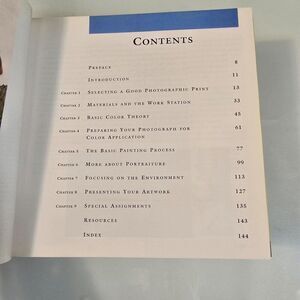 CONTENTS
PREFACE 8
INTRODUCTION 11
CHAPTER 1 SELECTING A GOOD PHOTOGRAPHIC PRINT 13
CHAPTER 2 MATERIALS AND THE WORK STATION 33
CHAPTER 3 BASIC COLOR THEORY 45
CHAPTER 4 PREPARING YOUR PHOTOGRAPH FOR 61
COLOR APPLICATION
CHAPTER 5 THE BASIC PAINTING PROCESS 77
CHAPTER 6 MORE ABOUT PORTRAITURE 99
CHAPTER 7 FOCUSING ON THE ENVIRONMENT 113
CHAPTER 8 PRESENTING YOUR ARTWORK 127
CHAPTER 9 SPECIAL ASSIGNMENTS 135
RESOURCES 143
INDEX 144